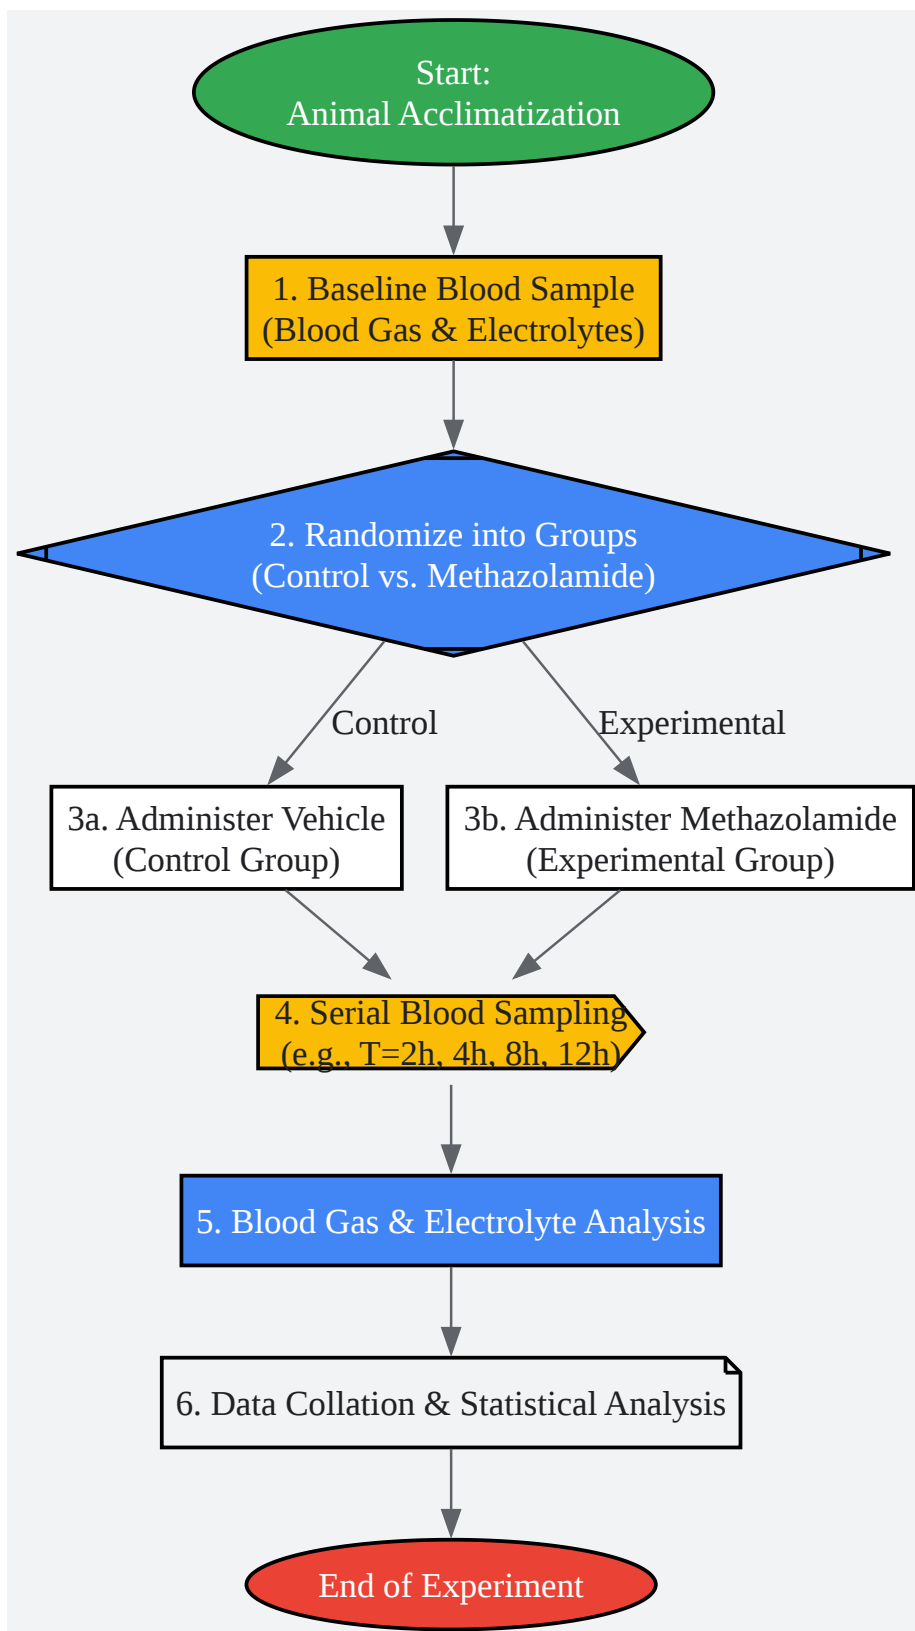 Start:
Animal Acclimatization
1. Baseline Blood Sample
(Blood Gas & Electrolytes)
2. Randomize into Groups
(Control vs. Methazolamide)
Control
Experimental
3a. Administer Vehicle
(Control Group)
3b. Administer Methazolamide
(Experimental Group)
4. Serial Blood Sampling
(e.g., T=2h, 4h, 8h, 12h)
5. Blood Gas & Electrolyte Analysis
6. Data Collation & Statistical Analysis
End of Experiment